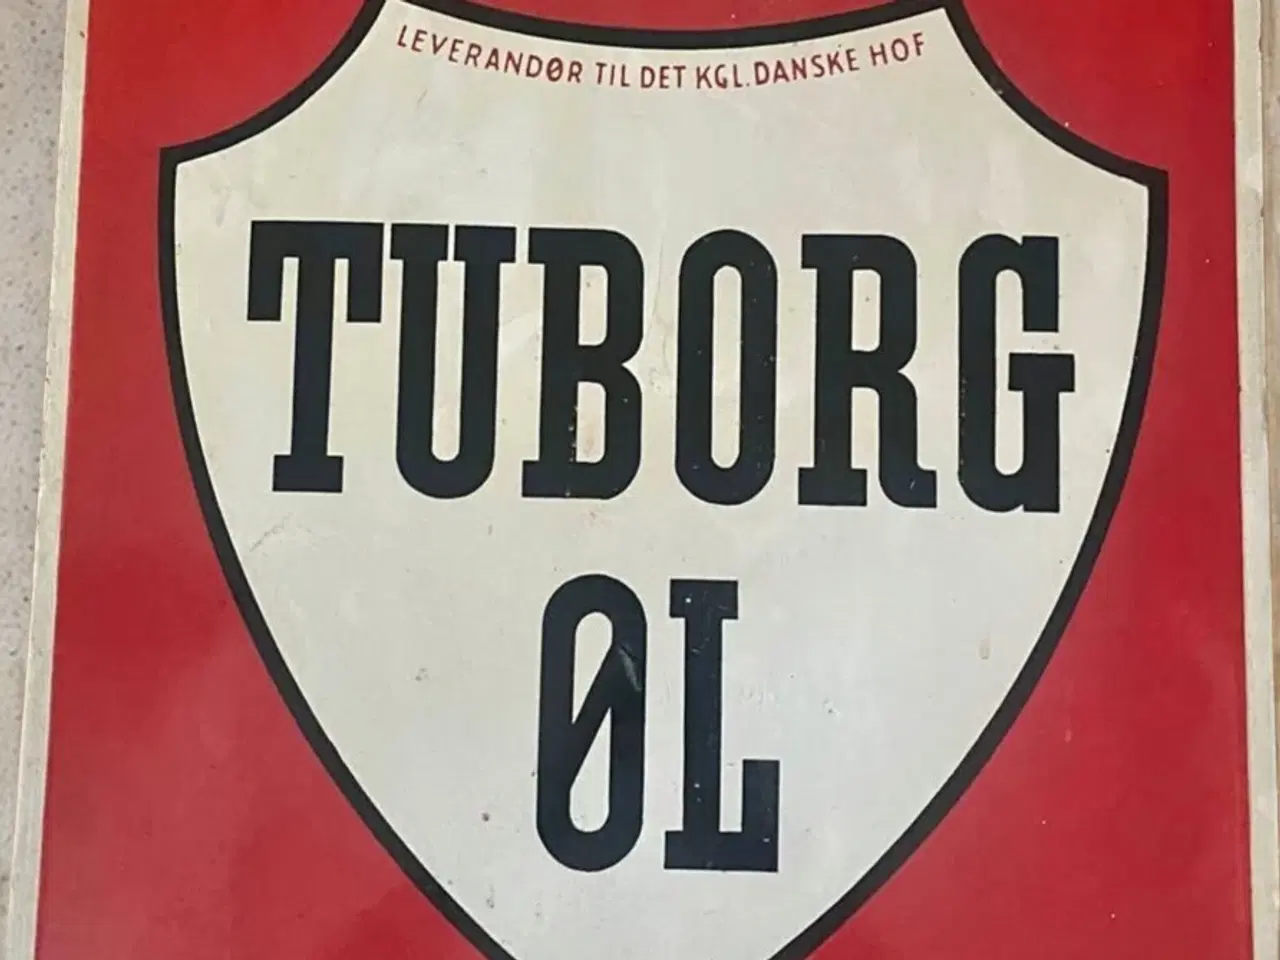 LEVERANDØR TIL DET KGL. DANSKE HOF
TUBORG
ØL